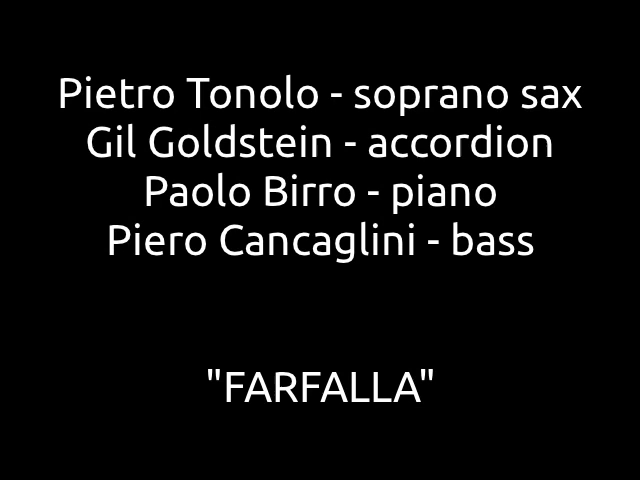 Pietro Tonolo - soprano sax
Gil Goldstein - accordion
Paolo Birro - piano
Piero Cancaglini - bass
"FARFALLA"